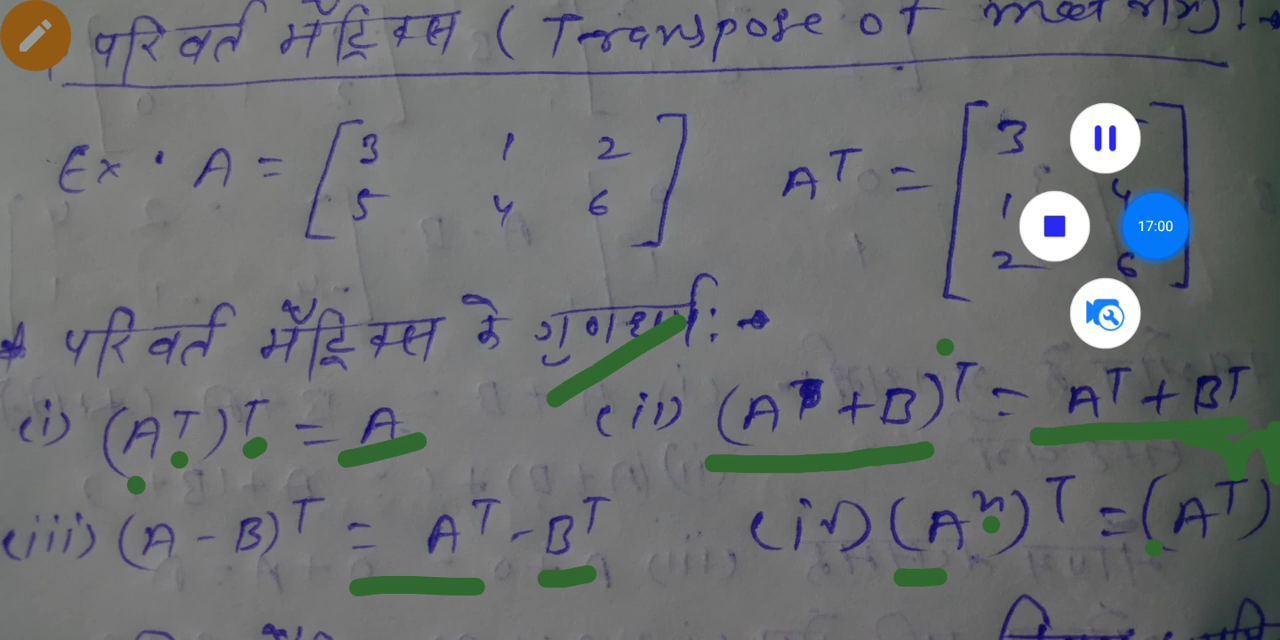 परिवर्त मैट्रिक्स (Transpose of
Ex. A = [3 1 2
5 4 6]
A^T = [3
1 4
2 6]
17:00
परिवर्त मैट्रिक्स के गुणधर्म :→
(i) (A^T)^T = A (ii) (A + B)^T = A^T + B^T
(iii) (A - B)^T = A^T - B^T (iv) (A^n)^T = (A^T)